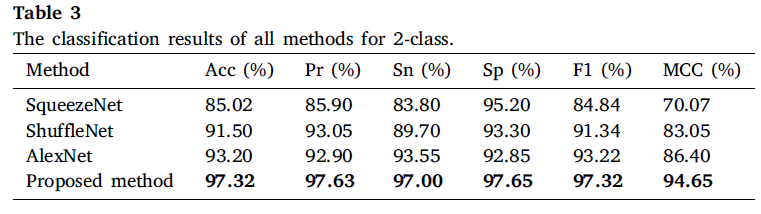 Table 3
The classification results of all methods for 2-class.
Method Acc (%) Pr (%) Sn (%) Sp (%) F1 (%) MCC (%)
SqueezeNet 85.02 85.90 83.80 95.20 84.84 70.07
ShuffleNet 91.50 93.05 89.70 93.30 91.34 83.05
AlexNet 93.20 92.90 93.55 92.85 93.22 86.40
Proposed method 97.32 97.63 97.00 97.65 97.32 94.65